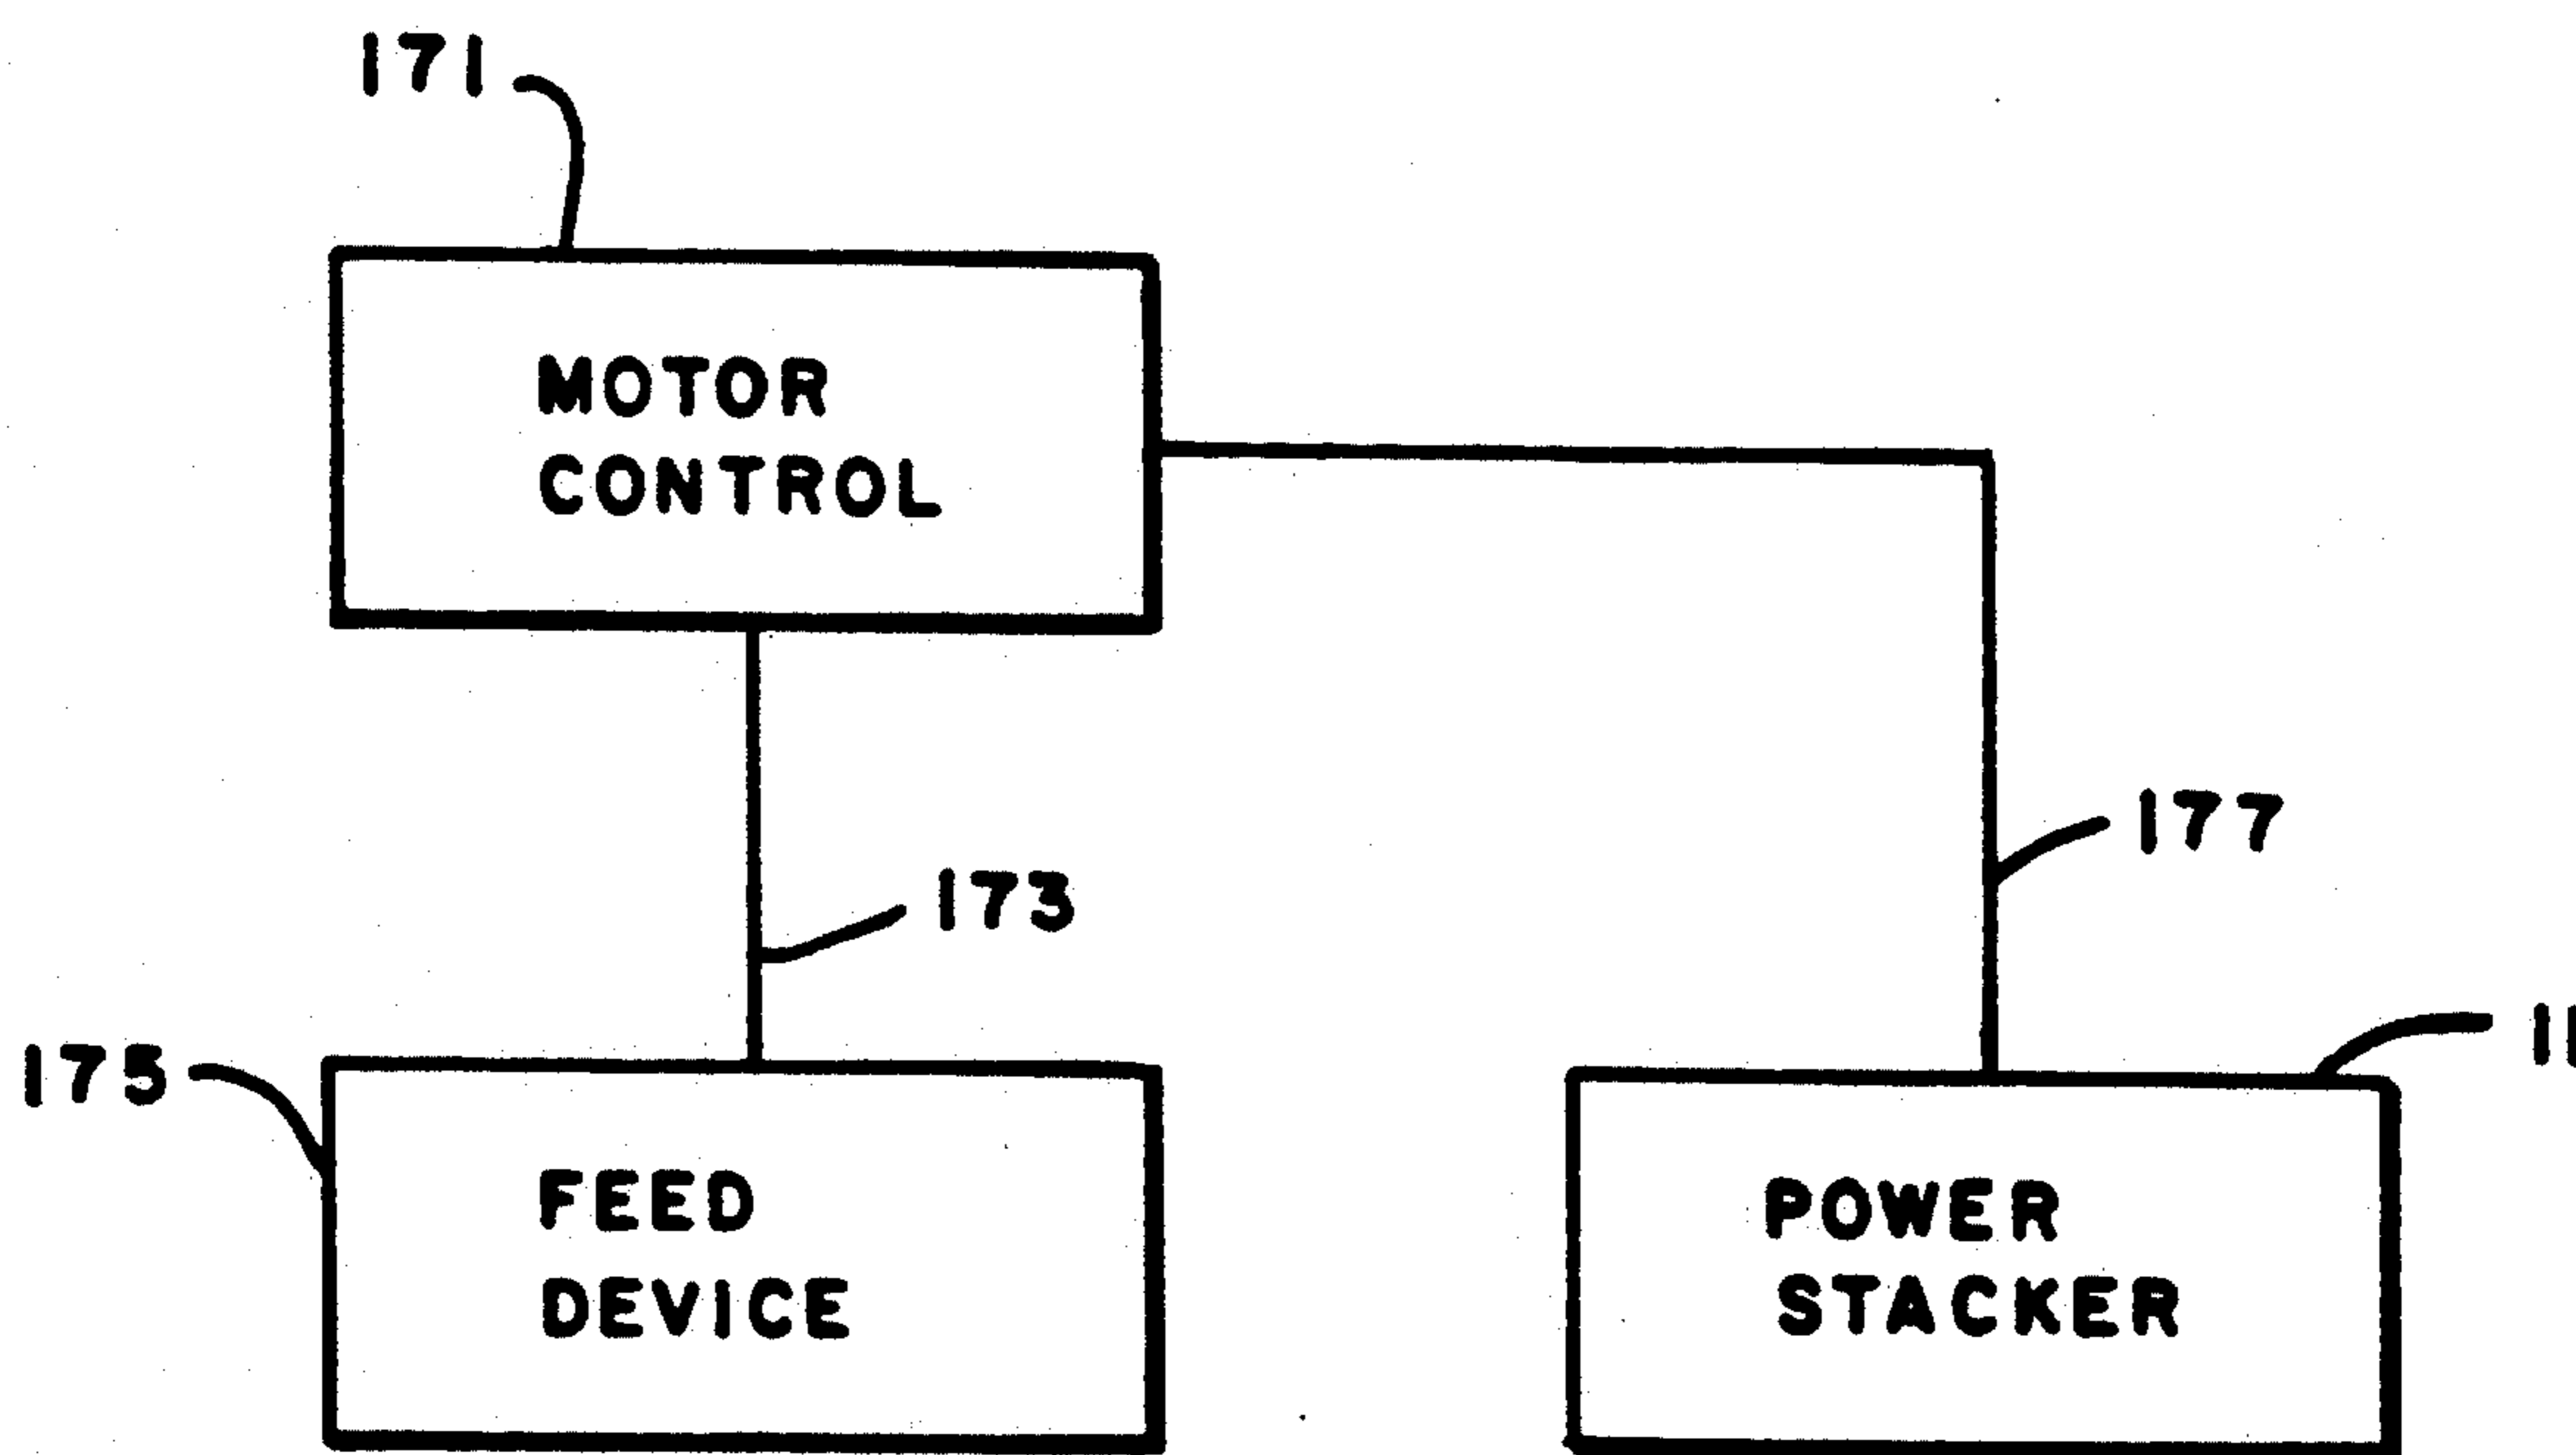 171
MOTOR
CONTROL
177
173
175
FEED
DEVICE
POWER
STACKER